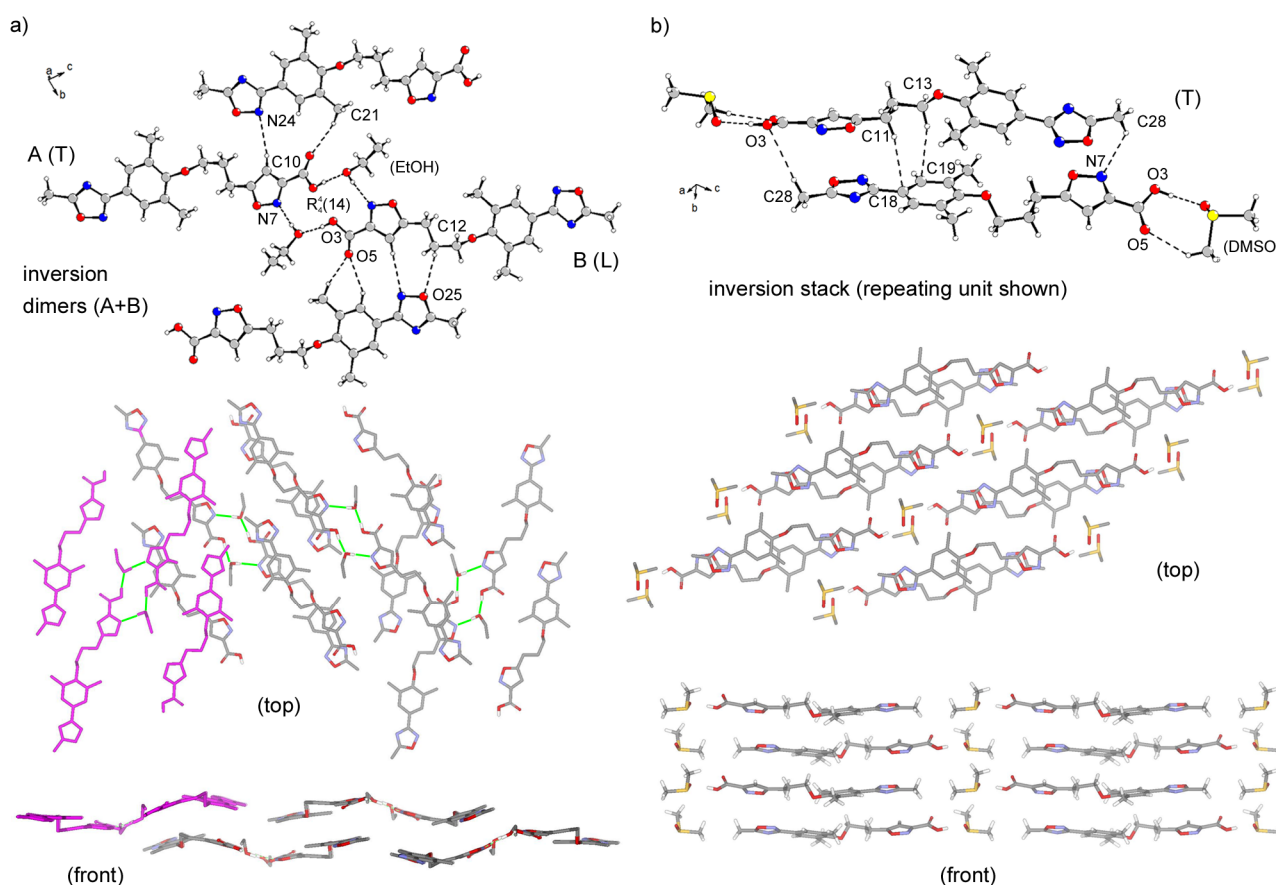 a)
a
c
b
C21
N24
A (T)
C10
(EtOH)
R⁴₄(14)
N7
O3
C12
O5
B (L)
inversion
O25
dimers (A+B)
(top)
(front)
b)
C13
(T)
O3
C11
C28
N7
a
c
b
C19
O3
C28
C18
O5
(DMSO
inversion stack (repeating unit shown)
(top)
(front)